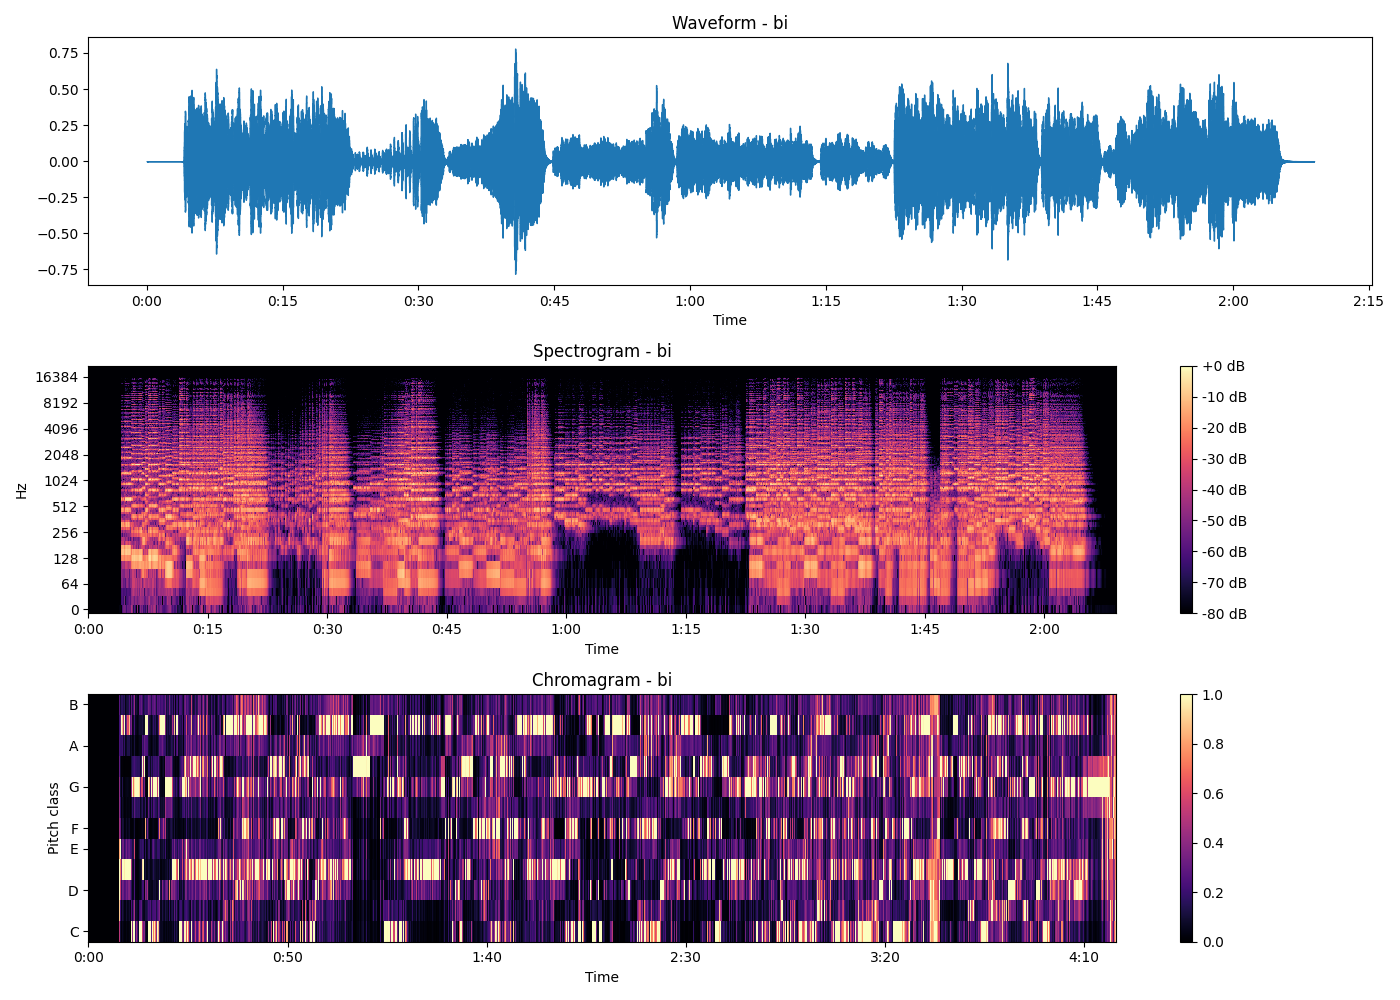 Waveform - bi
0.75
0.50
0.25
0.00
−0.25
−0.50
−0.75
0:00 0:15 0:30 0:45 1:00 1:15 1:30 1:45 2:00 2:15
Time
Spectrogram - bi
Hz
16384
8192
4096
2048
1024
512
256
128
64
0
0:00 0:15 0:30 0:45 1:00 1:15 1:30 1:45 2:00
Time
+0 dB
-10 dB
-20 dB
-30 dB
-40 dB
-50 dB
-60 dB
-70 dB
-80 dB
Chromagram - bi
Pitch class
B
A
G
F
E
D
C
0:00 0:50 1:40 2:30 3:20 4:10
Time
1.0
0.8
0.6
0.4
0.2
0.0